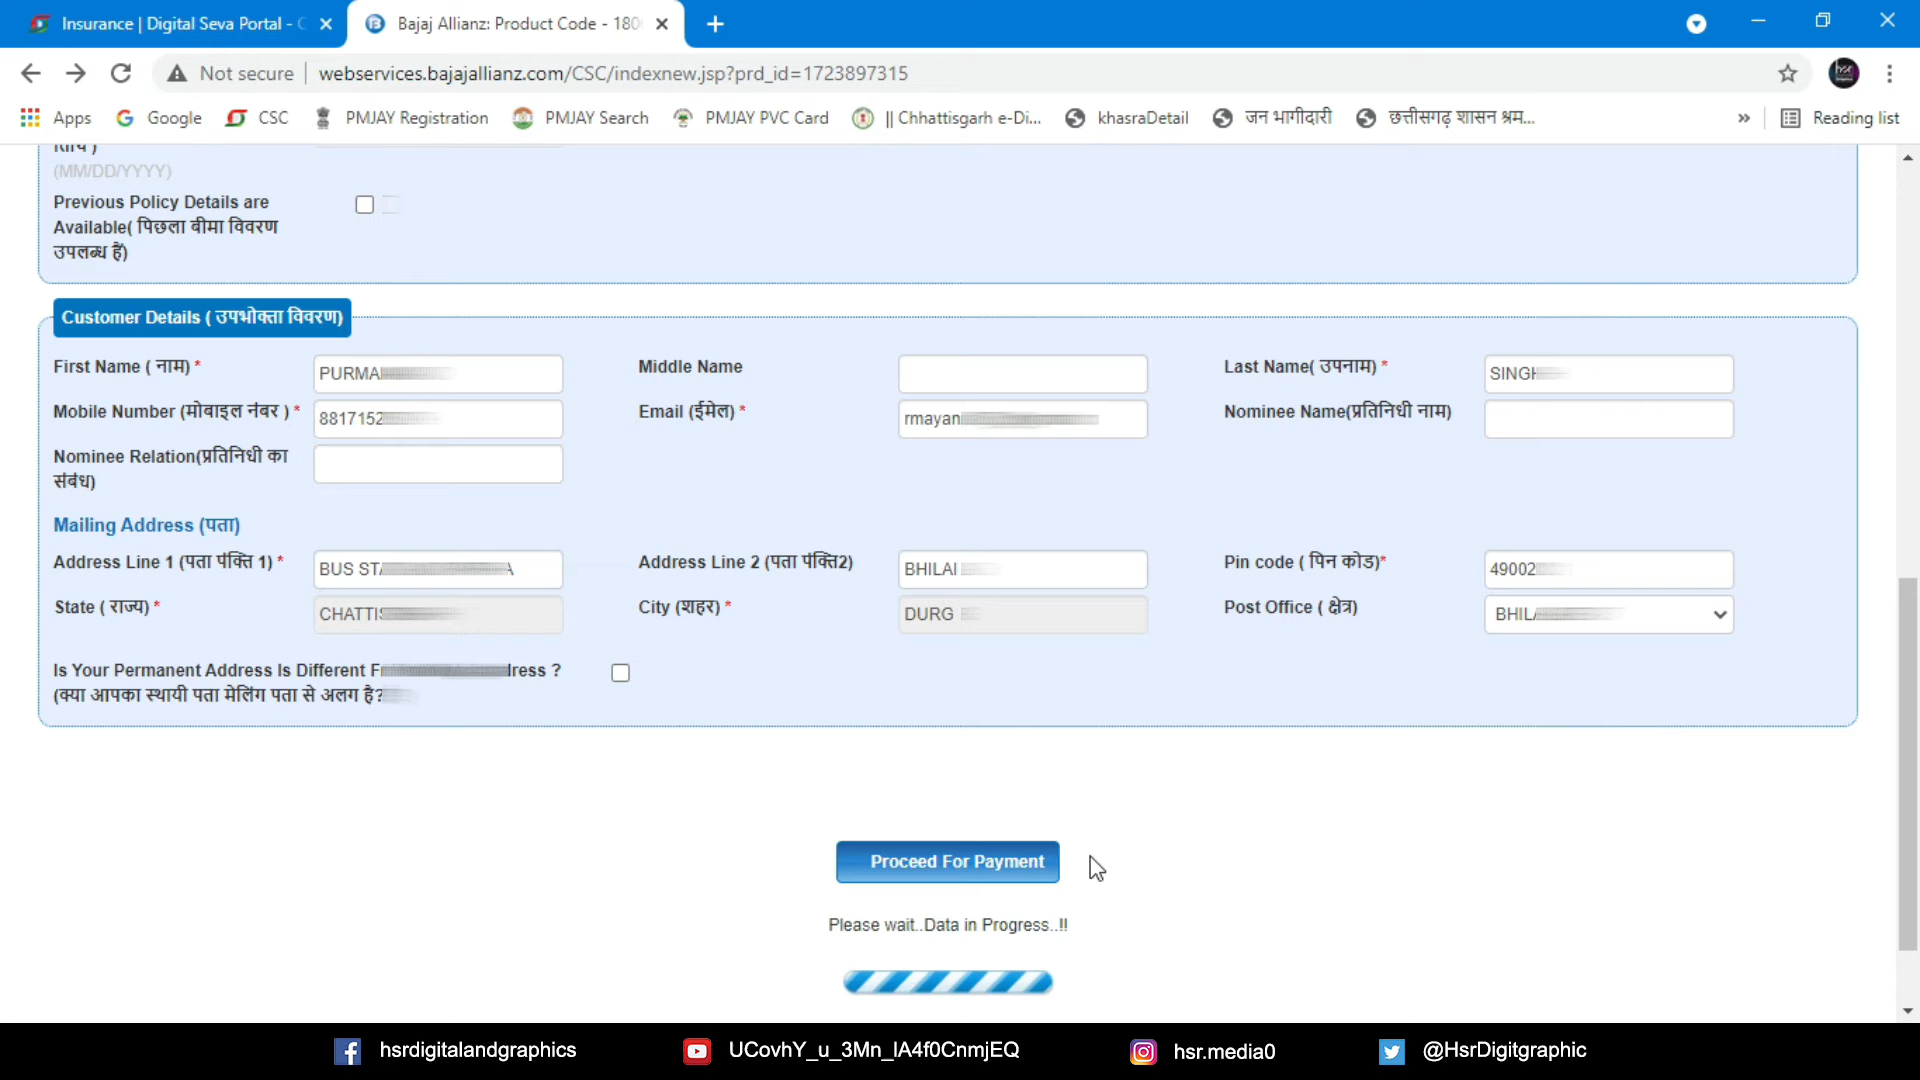 Insurance | Digital Seva Portal - C
Bajaj Allianz: Product Code - 180
Not secure
webservices.bajajallianz.com/CSC/indexnew.jsp?prd_id=1723897315
Apps
Google
CSC
PMJAY Registration
PMJAY Search
PMJAY PVC Card
|| Chhattisgarh e-Di...
khasraDetail
जन भागीदारी
छत्तीसगढ़ शासन श्रम...
»
Reading list
(MM/DD/YYYY)
Previous Policy Details are
Available( पिछला बीमा विवरण
उपलब्ध हैं)
Customer Details ( उपभोक्ता विवरण)
First Name ( नाम) *
PURMA
Middle Name
Last Name( उपनाम) *
SINGH
Mobile Number (मोबाइल नंबर ) *
8817152
Email (ईमेल) *
rmayan
Nominee Name(प्रतिनिधी नाम)
Nominee Relation(प्रतिनिधी का
संबंध)
Mailing Address (पता)
Address Line 1 (पता पंक्ति 1) *
BUS STA
A
Address Line 2 (पता पंक्ति2)
BHILAI
Pin code ( पिन कोड)*
49002
State ( राज्य) *
CHATTIS
City (शहर) *
DURG
Post Office ( क्षेत्र)
BHILA
Is Your Permanent Address Is Different F
dress ?
(क्या आपका स्थायी पता मेलिंग पता से अलग है?
Proceed For Payment
Please wait..Data in Progress..!!
hsrdigitalandgraphics
UCovhY_u_3Mn_lA4f0CnmjEQ
hsr.media0
@HsrDigitgraphic